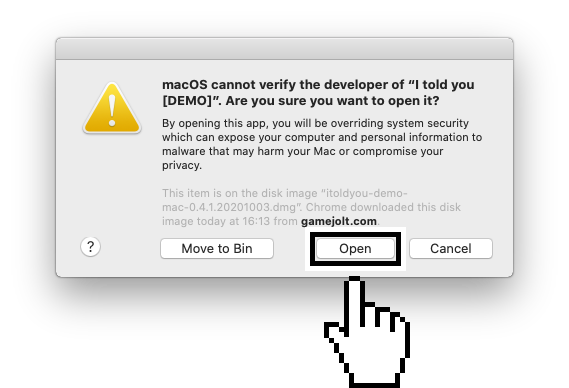 macOS cannot verify the developer of “I told you
[DEMO]”. Are you sure you want to open it?
By opening this app, you will be overriding system security
which can expose your computer and personal information to
malware that may harm your Mac or compromise your
privacy.
This item is on the disk image “itoldyou-demo-
mac-0.4.1.20201003.dmg”. Chrome downloaded this disk
image today at 16:13 from gamejolt.com.
? Move to Bin Open Cancel